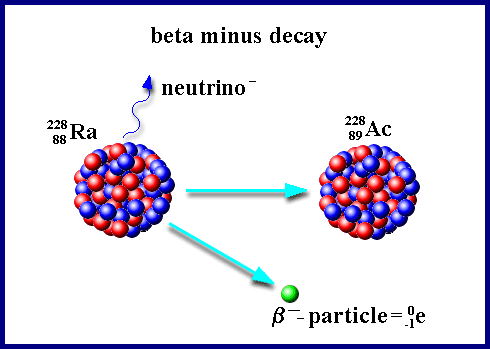 beta minus decay
neutrino⁻
²²⁸₈₈Ra
²²⁸₈₉Ac
β⁻– particle = ⁰₋₁e